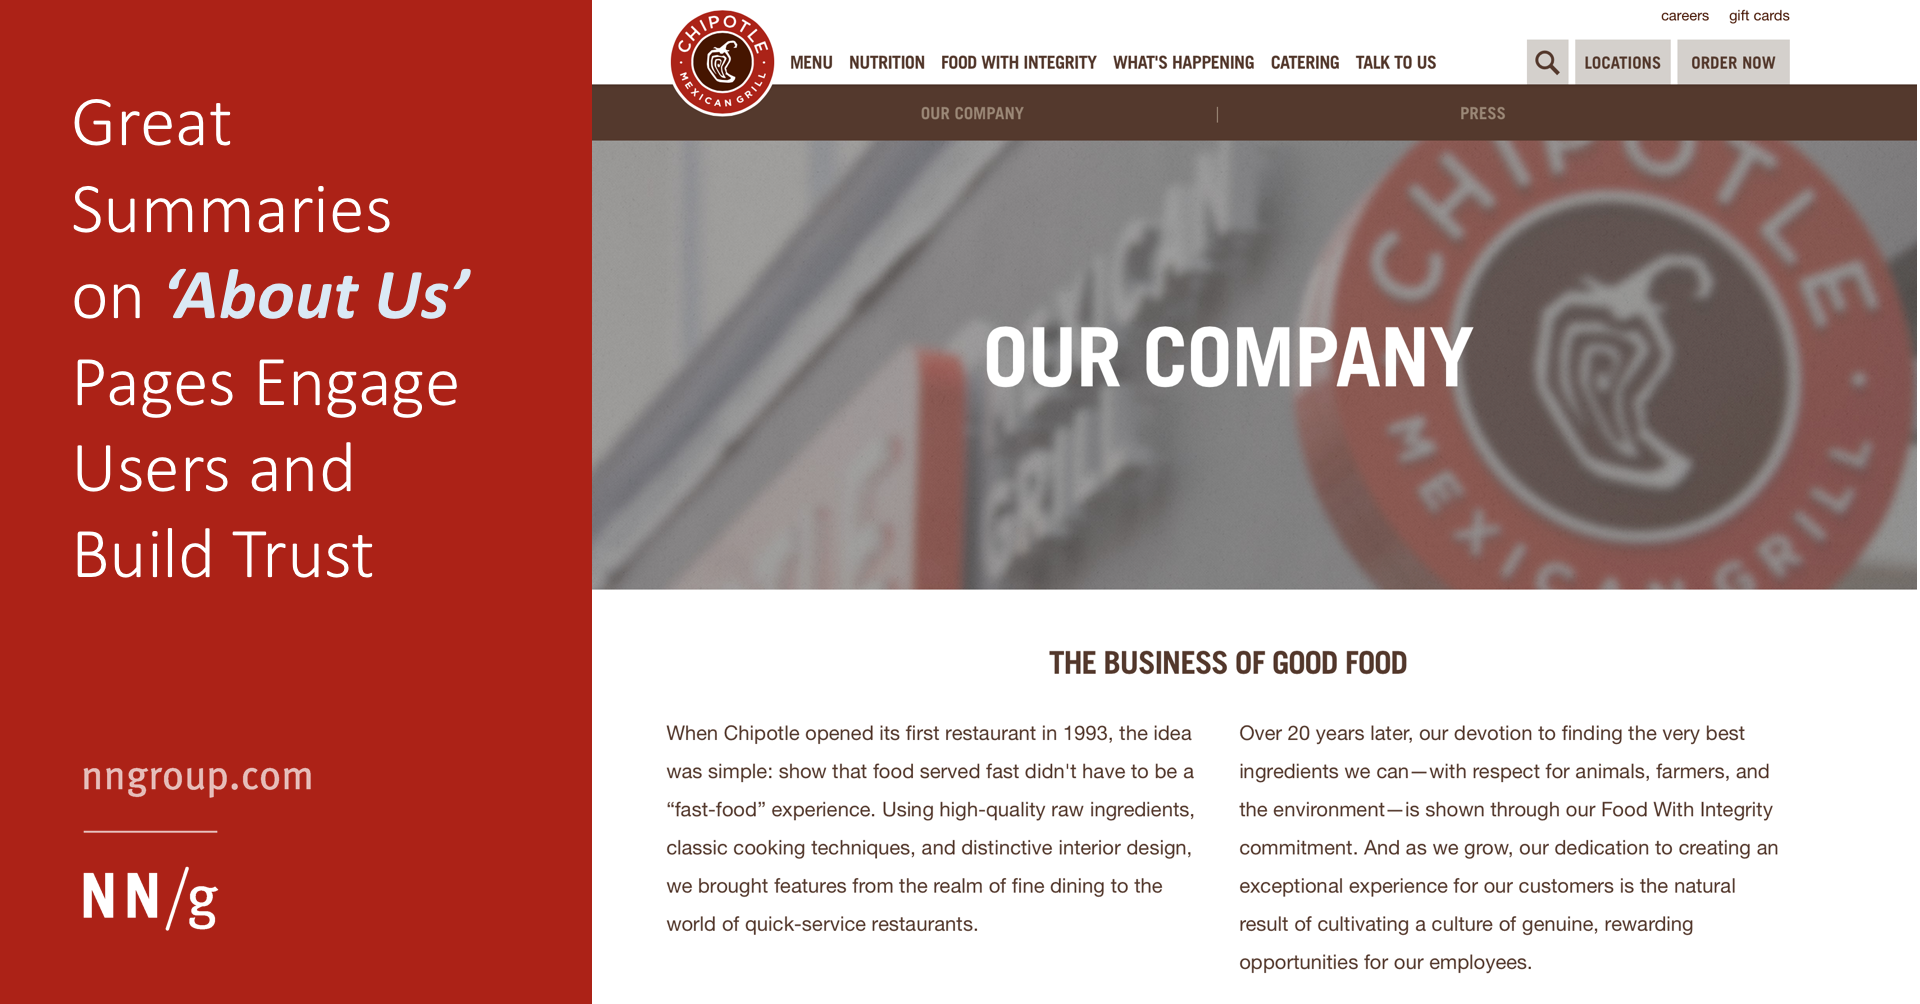 Great
Summaries
on ‘About Us’
Pages Engage
Users and
Build Trust
nngroup.com
NN/g
careers gift cards
CHIPOTLE
MEXICAN GRILL
MENU NUTRITION FOOD WITH INTEGRITY WHAT'S HAPPENING CATERING TALK TO US
LOCATIONS ORDER NOW
OUR COMPANY | PRESS
CHIPOTLE
MEXICAN GRILL
MEXICAN
GRILL
OUR COMPANY
THE BUSINESS OF GOOD FOOD
When Chipotle opened its first restaurant in 1993, the idea
was simple: show that food served fast didn't have to be a
“fast-food” experience. Using high-quality raw ingredients,
classic cooking techniques, and distinctive interior design,
we brought features from the realm of fine dining to the
world of quick-service restaurants.
Over 20 years later, our devotion to finding the very best
ingredients we can—with respect for animals, farmers, and
the environment—is shown through our Food With Integrity
commitment. And as we grow, our dedication to creating an
exceptional experience for our customers is the natural
result of cultivating a culture of genuine, rewarding
opportunities for our employees.